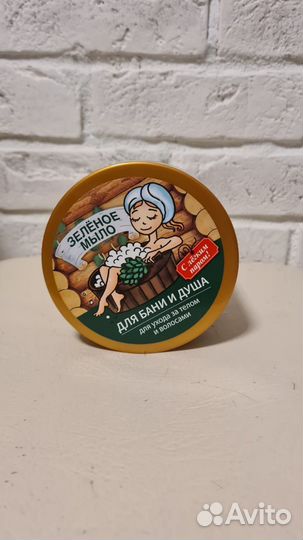 ЗЕЛЁНОЕ
МЫЛО
С лёгким
паром!
ДЛЯ БАНИ И ДУША
для ухода за телом
и волосами
Avito